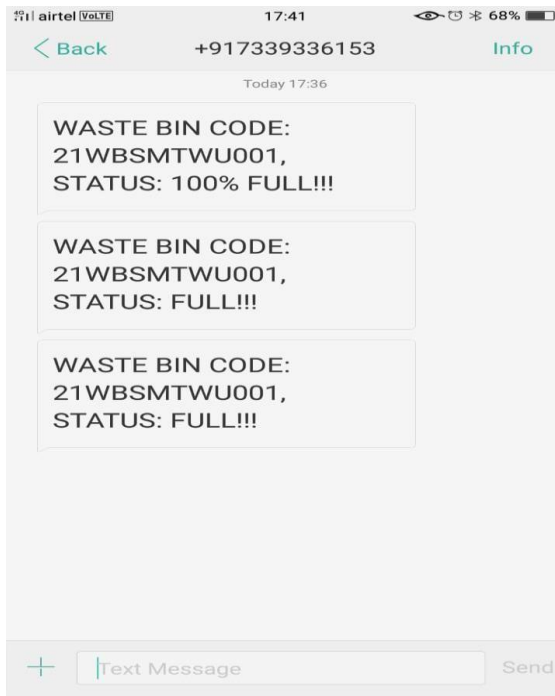 4G airtel VoLTE 17:41 68%
Back +917339336153 Info
Today 17:36
WASTE BIN CODE:
21WBSMTWU001,
STATUS: 100% FULL!!!
WASTE BIN CODE:
21WBSMTWU001,
STATUS: FULL!!!
WASTE BIN CODE:
21WBSMTWU001,
STATUS: FULL!!!
Text Message Send